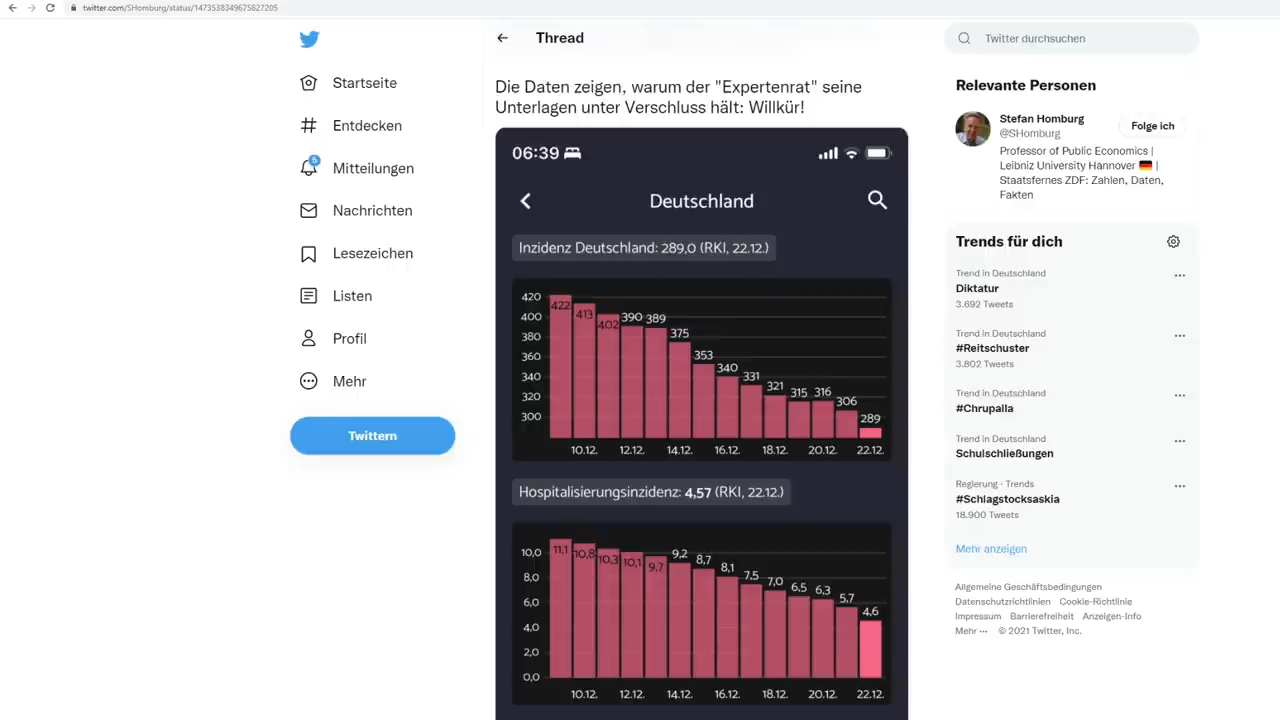 twitter.com/SHomburg/status/1473538349675827205
Startseite
Entdecken
5
Mitteilungen
Nachrichten
Lesezeichen
Listen
Profil
Mehr
Twittern
Thread
Die Daten zeigen, warum der "Expertenrat" seine
Unterlagen unter Verschluss hält: Willkür!
06:39
Deutschland
Inzidenz Deutschland: 289,0 (RKI, 22.12.)
420
400
380
360
340
320
300
422 413 402 390 389 375 353 340 331 321 315 316 306 289
10.12. 12.12. 14.12. 16.12. 18.12. 20.12. 22.12.
Hospitalisierungsinzidenz: 4,57 (RKI, 22.12.)
10,0
8,0
6,0
4,0
2,0
0,0
11,1 10,8 10,3 10,1 9,7 9,2 8,7 8,1 7,5 7,0 6,5 6,3 5,7 4,6
10.12. 12.12. 14.12. 16.12. 18.12. 20.12. 22.12.
Twitter durchsuchen
Relevante Personen
Stefan Homburg
@SHomburg
Folge ich
Professor of Public Economics |
Leibniz University Hannover |
Staatsfernes ZDF: Zahlen, Daten,
Fakten
Trends für dich
Trend in Deutschland
Diktatur
3.692 Tweets
Trend in Deutschland
#Reitschuster
3.802 Tweets
Trend in Deutschland
#Chrupalla
Trend in Deutschland
Schulschließungen
Regierung · Trends
#Schlagstocksaskia
18.900 Tweets
Mehr anzeigen
Allgemeine Geschäftsbedingungen
Datenschutzrichtlinien Cookie-Richtlinie
Impressum Barrierefreiheit Anzeigen-Info
Mehr ··· © 2021 Twitter, Inc.